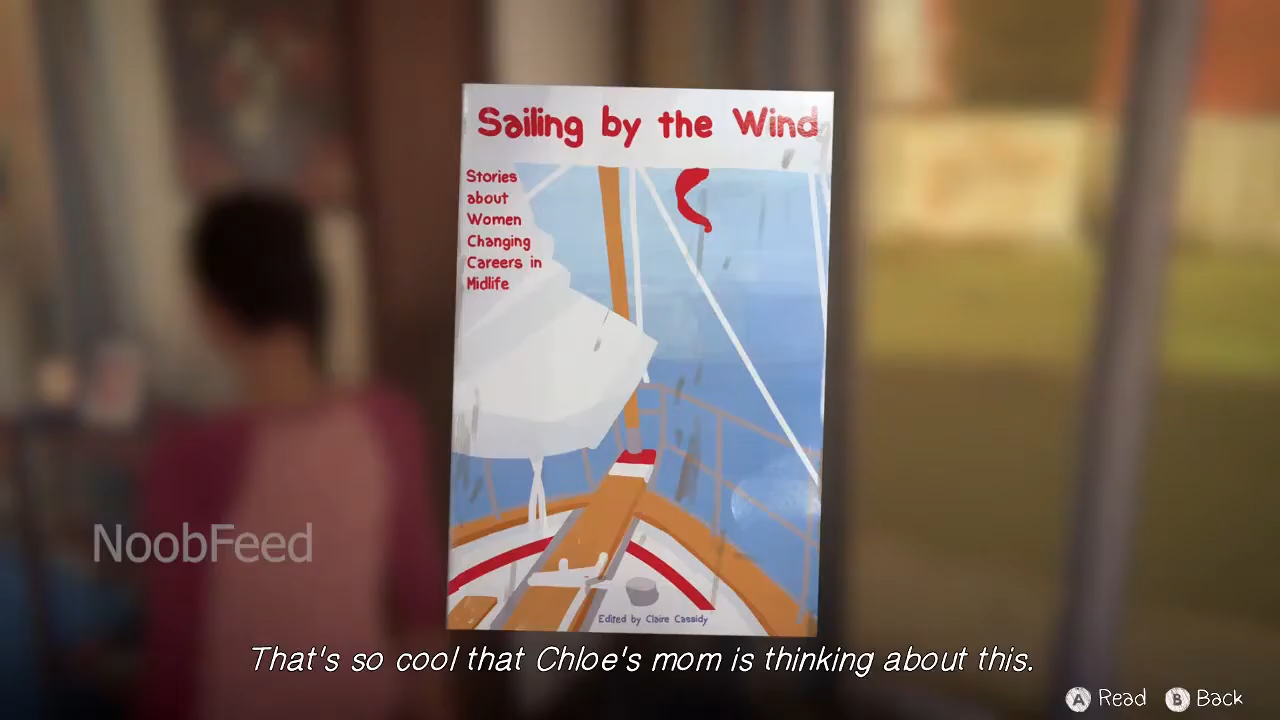 Sailing by the Wind
Stories
about
Women
Changing
Careers in
Midlife
NoobFeed
Edited by Claire Cassidy
That's so cool that Chloe's mom is thinking about this.
A Read B Back